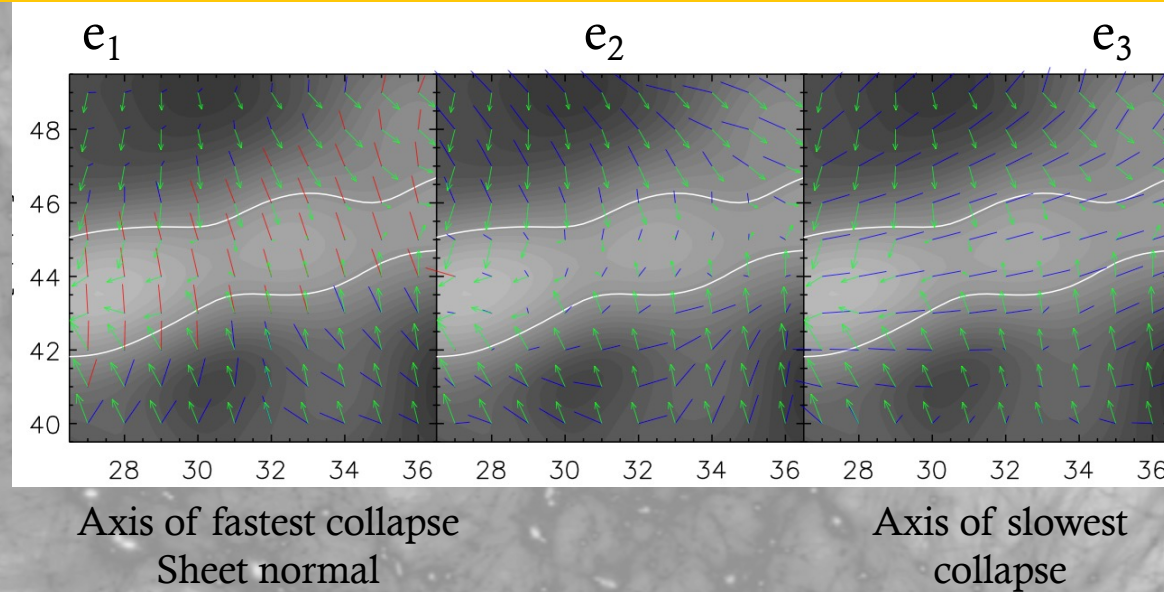 e1
e2
e3
48
46
44
42
40
28 30 32 34 36
28 30 32 34 36
28 30 32 34 36
Axis of fastest collapse
Sheet normal
Axis of slowest
collapse